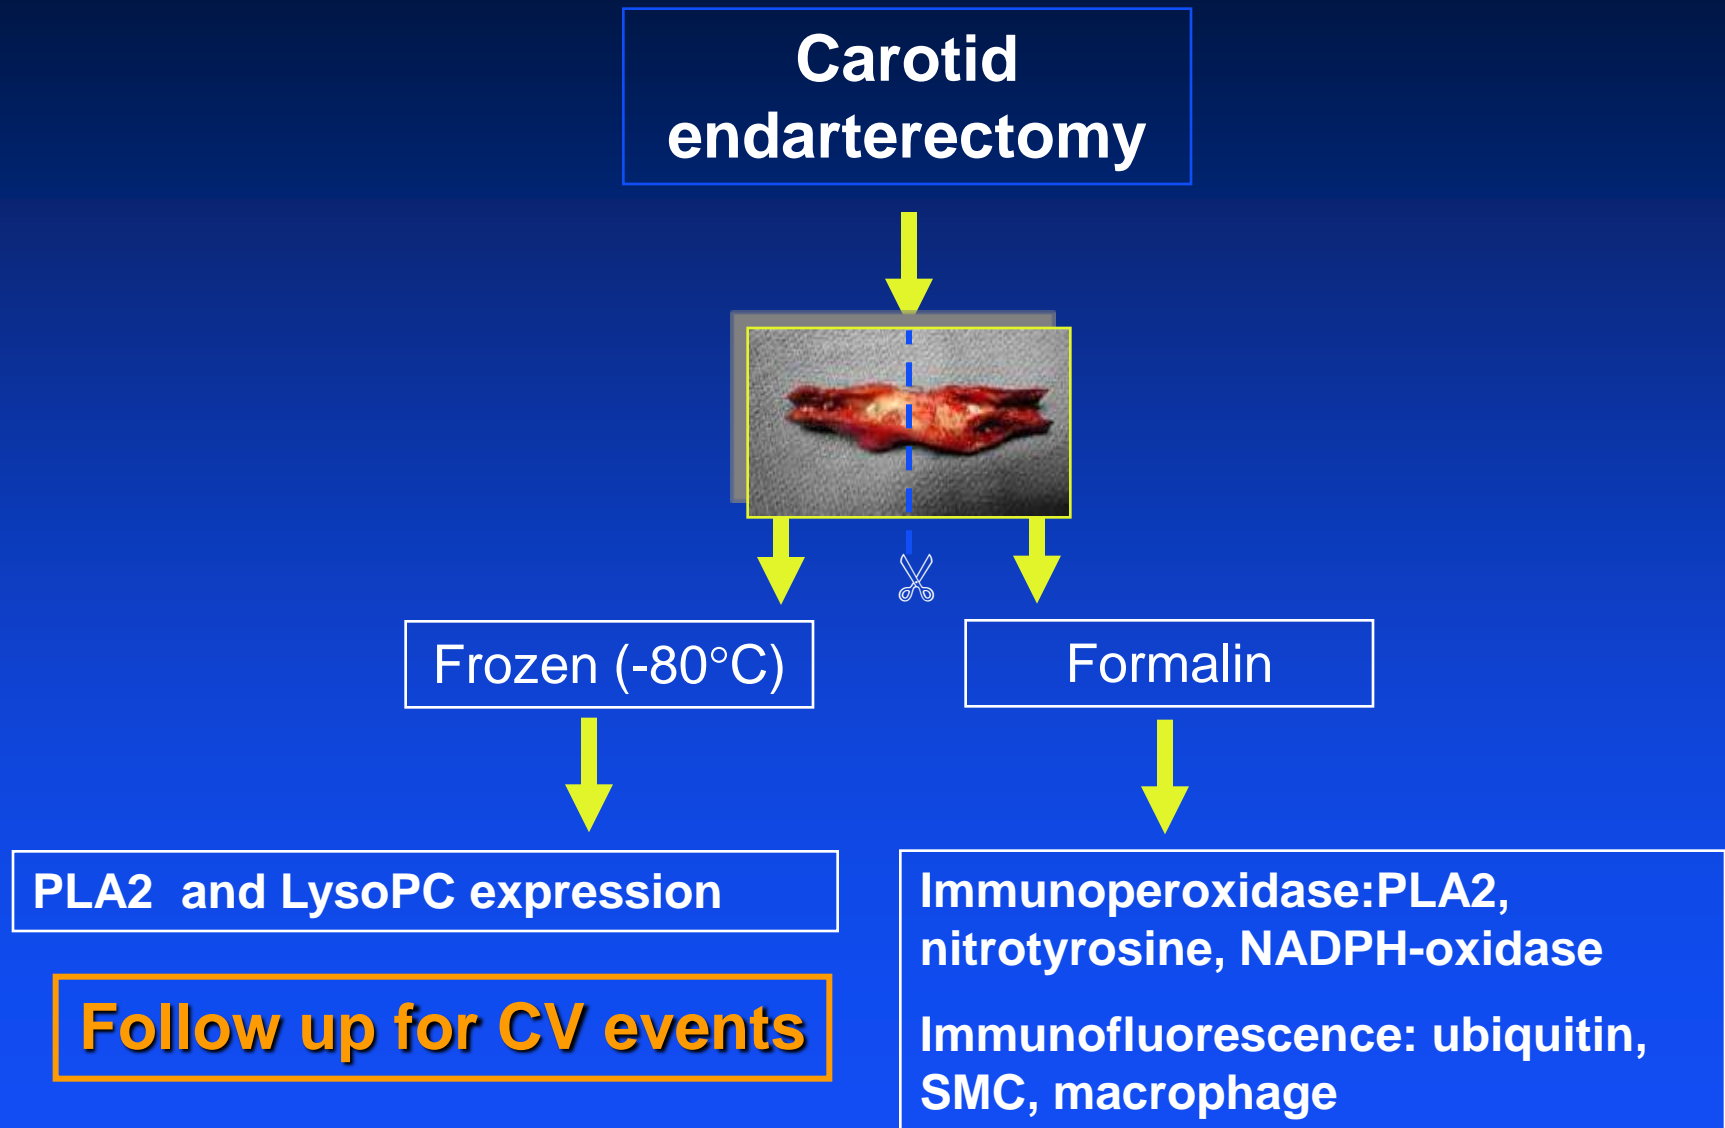 Carotid
endarterectomy
Frozen (-80°C)
Formalin
PLA2  and LysoPC expression
Follow up for CV events
Immunoperoxidase:PLA2,
nitrotyrosine, NADPH-oxidase
Immunofluorescence: ubiquitin,
SMC, macrophage